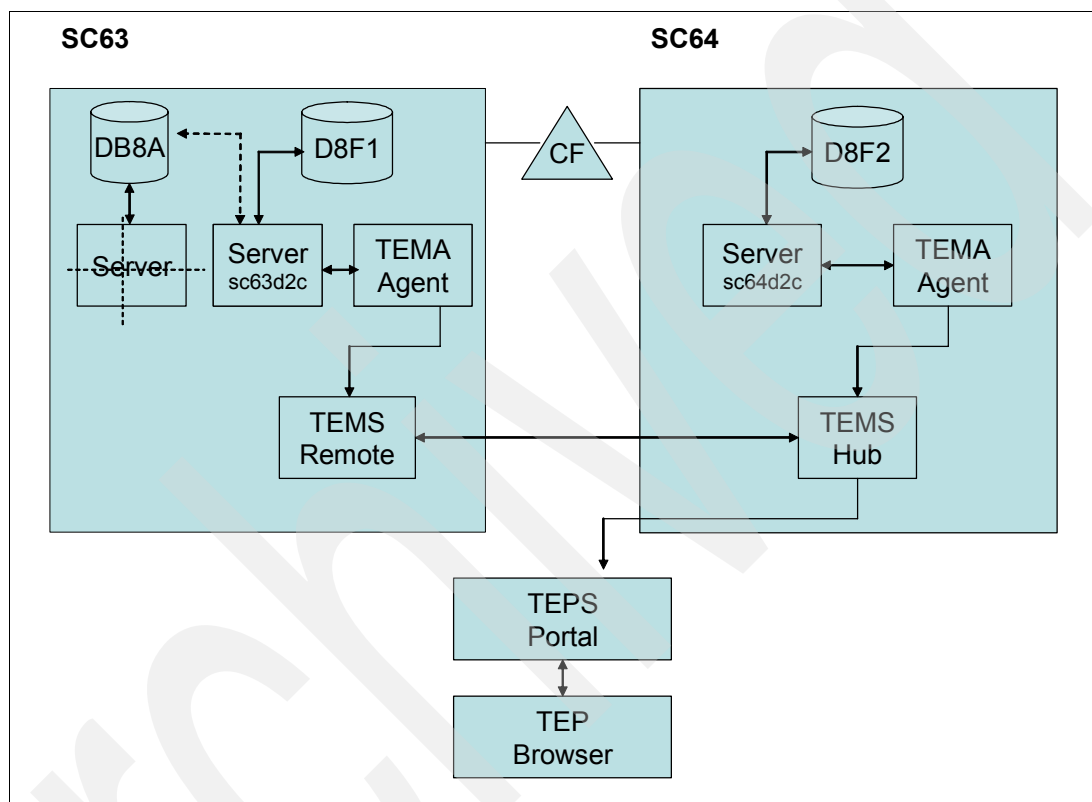 SC63
SC64
DB8A
D8F1
CF
D8F2
Server
Server
sc63d2c
TEMA
Agent
Server
sc64d2c
TEMA
Agent
TEMS
Remote
TEMS
Hub
TEPS
Portal
TEP
Browser